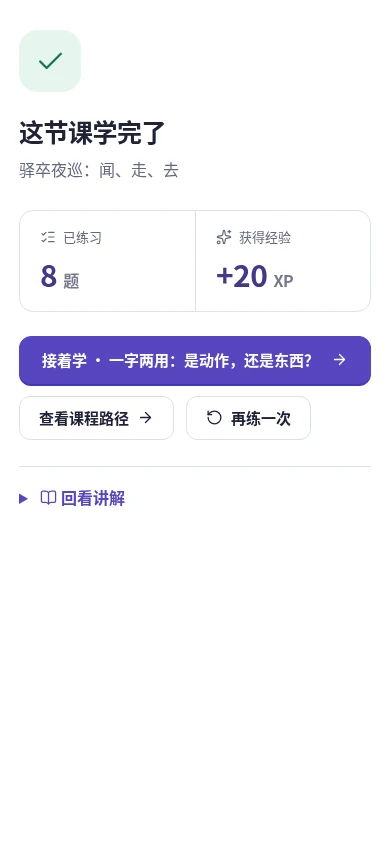 这节课学完了
驿卒夜巡：闻、走、去
已练习
8 题
获得经验
+20 XP
接着学 · 一字两用：是动作，还是东西？
查看课程路径
再练一次
回看讲解